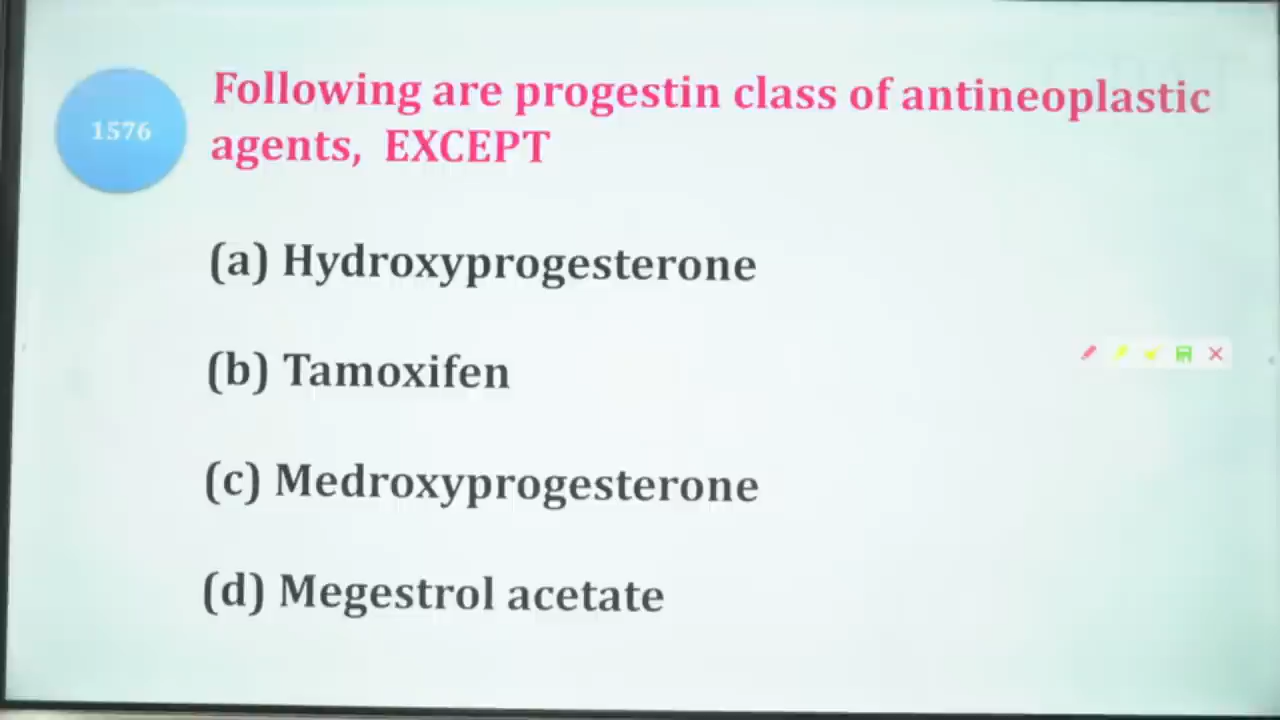 1576
Following are progestin class of antineoplastic
agents, EXCEPT
(a) Hydroxyprogesterone
(b) Tamoxifen
(c) Medroxyprogesterone
(d) Megestrol acetate